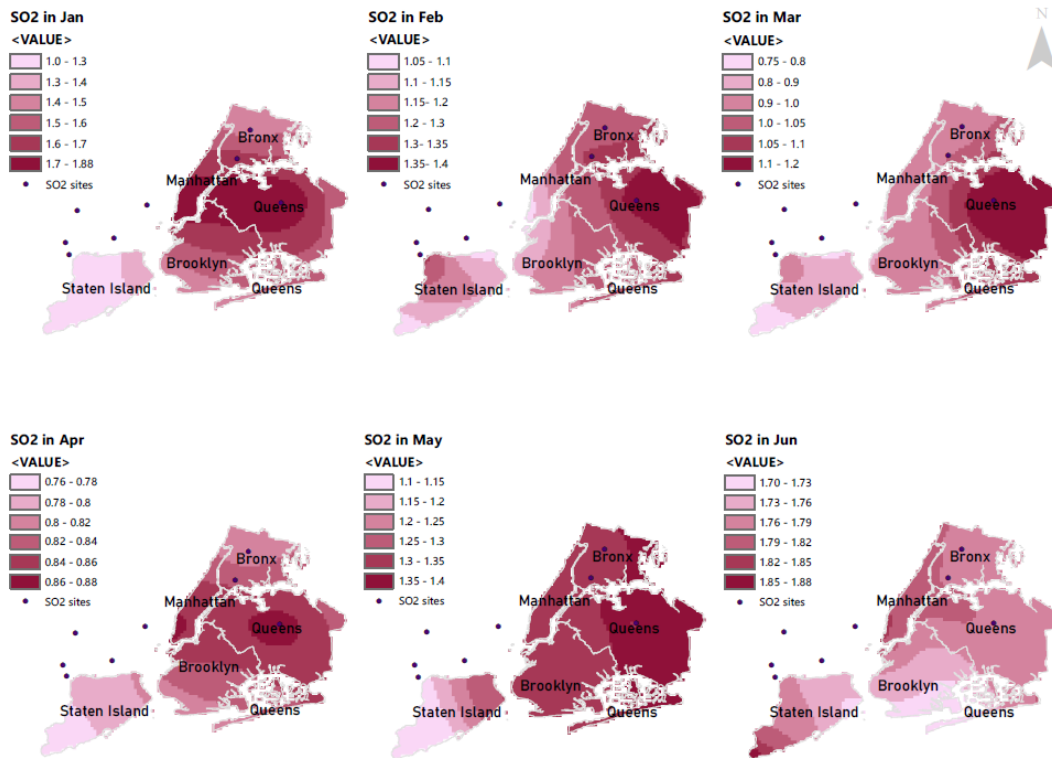 SO2 in Jan
<VALUE>
1.0 - 1.3
1.3 - 1.4
1.4 - 1.5
1.5 - 1.6
1.6 - 1.7
1.7 - 1.88
SO2 sites
Bronx
Manhattan
Queens
Brooklyn
Staten Island
Queens
SO2 in Feb
<VALUE>
1.05 - 1.1
1.1 - 1.15
1.15- 1.2
1.2 - 1.3
1.3- 1.35
1.35- 1.4
SO2 sites
Bronx
Manhattan
Queens
Brooklyn
Staten Island
Queens
SO2 in Mar
<VALUE>
0.75 - 0.8
0.8 - 0.9
0.9 - 1.0
1.0 - 1.05
1.05 - 1.1
1.1 - 1.2
SO2 sites
N
Bronx
Manhattan
Queens
Brooklyn
Staten Island
Queens
SO2 in Apr
<VALUE>
0.76 - 0.78
0.78 - 0.8
0.8 - 0.82
0.82 - 0.84
0.84 - 0.86
0.86 - 0.88
SO2 sites
Bronx
Manhattan
Queens
Brooklyn
Staten Island
Queens
SO2 in May
<VALUE>
1.1 - 1.15
1.15 - 1.2
1.2 - 1.25
1.25 - 1.3
1.3 - 1.35
1.35 - 1.4
SO2 sites
Bronx
Manhattan
Queens
Brooklyn
Staten Island
Queens
SO2 in Jun
<VALUE>
1.70 - 1.73
1.73 - 1.76
1.76 - 1.79
1.79 - 1.82
1.82 - 1.85
1.85 - 1.88
SO2 sites
Bronx
Manhattan
Queens
Brooklyn
Staten Island
Queens